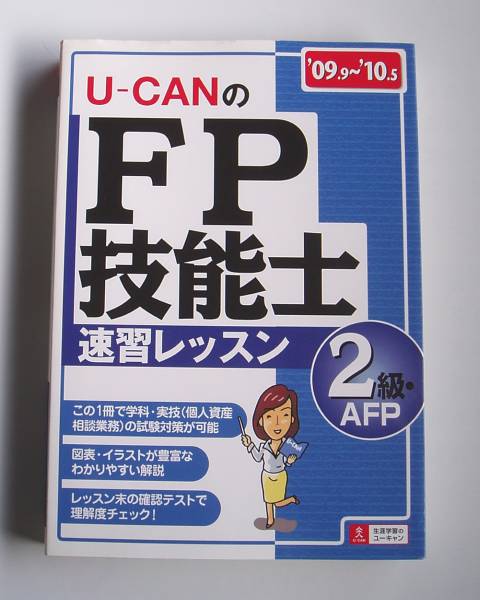 '09.9~'10.5
U-CANの
FP
技能士
速習レッスン
2級・
AFP
この1冊で学科・実技(個人資産
相談業務)の試験対策が可能
図表・イラストが豊富な
わかりやすい解説
レッスン末の確認テストで
理解度チェック!
U-CAN
生涯学習の
ユーキャン